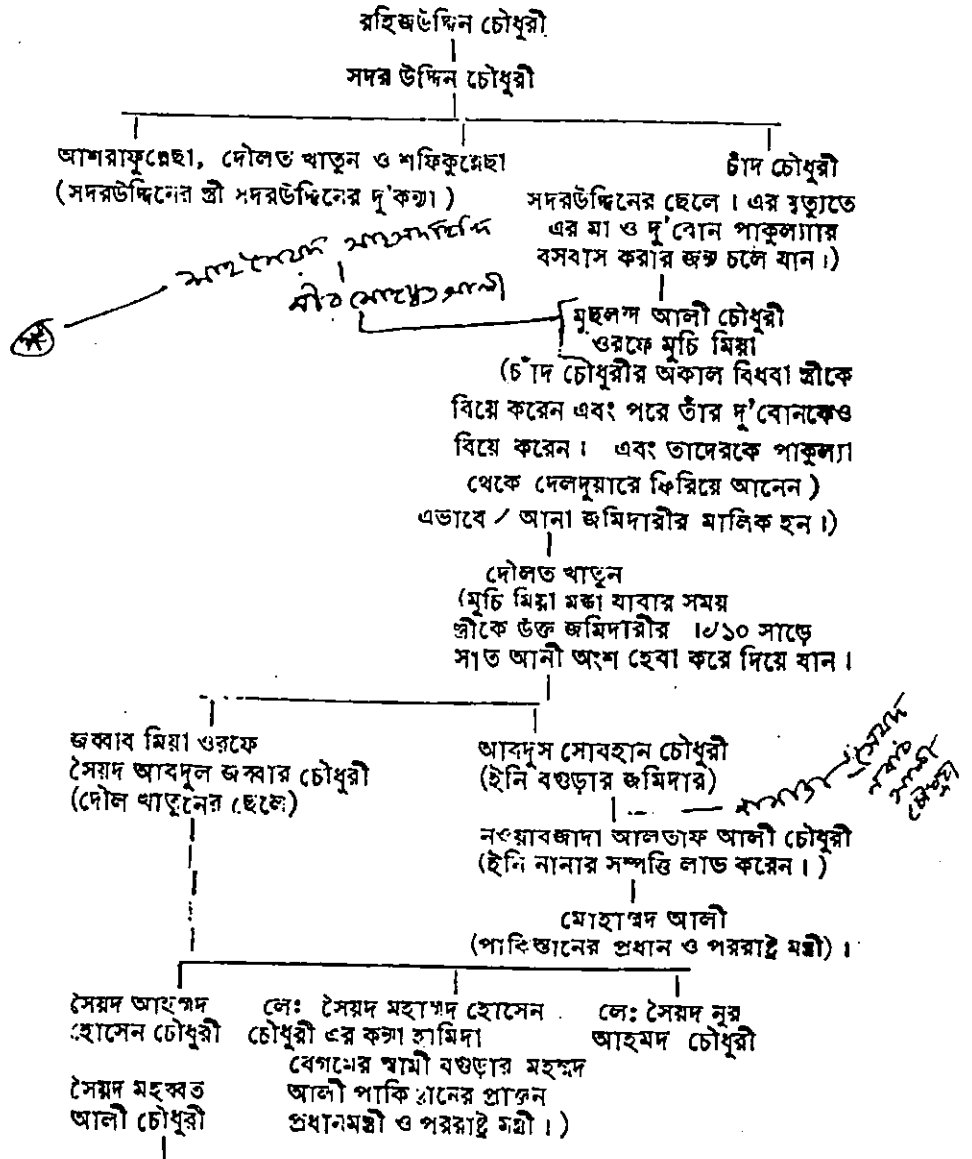 রহিজউদ্দিন চৌধুরী
সদর উদ্দিন চৌধুরী
আশরাফুন্নেছা, দৌলত খাতুন ও শফিকুন্নেছা
(সদরউদ্দিনের স্ত্রী সদরউদ্দিনের দু'কন্যা)
চাঁদ চৌধুরী
সদরউদ্দিনের ছেলে। এর মৃত্যুতে
এর মা ও দু'বোন পাকুল্যায়
বসবাস করার জন্য চলে যান।)
মুছলন্দ আলী চৌধুরী
ওরফে মুচি মিয়া
(চাঁদ চৌধুরীর অকাল বিধবা স্ত্রীকে
বিয়ে করেন এবং পরে তাঁর দু'বোনকেও
বিয়ে করেন। এবং তাদেরকে পাকুল্যা
থেকে দেলদুয়ারে ফিরিয়ে আনেন)
এভাবে ৴ আনা জমিদারীর মালিক হন।)
দৌলত খাতুন
(মুচি মিয়া মক্কা যাবার সময়
স্ত্রীকে উক্ত জমিদারীর ।৶১০ সাড়ে
সাত আনী অংশ হেবা করে দিয়ে যান।
জব্বাব মিয়া ওরফে
সৈয়দ আবদুল জব্বার চৌধুরী
(দৌল খাতুনের ছেলে)
আবদুস সোবহান চৌধুরী
(ইনি বগুড়ার জমিদার)
সৈয়দ
চৌধুরী
নওয়াবজাদা আলতাফ আলী চৌধুরী
(ইনি নানার সম্পত্তি লাভ করেন।)
মোহাম্মদ আলী
(পাকিস্তানের প্রধান ও পররাষ্ট্র মন্ত্রী)।
সৈয়দ আহম্মদ
হোসেন চৌধুরী
সৈয়দ মহব্বত
আলী চৌধুরী
লে: সৈয়দ মহাম্মদ হোসেন
চৌধুরী এর কন্যা হামিদা
বেগমের স্বামী বগুড়ার মহম্মদ
আলী পাকিস্তানের প্রাক্তন
প্রধানমন্ত্রী ও পররাষ্ট্র মন্ত্রী।)
লে: সৈয়দ নূর
আহমদ চৌধুরী